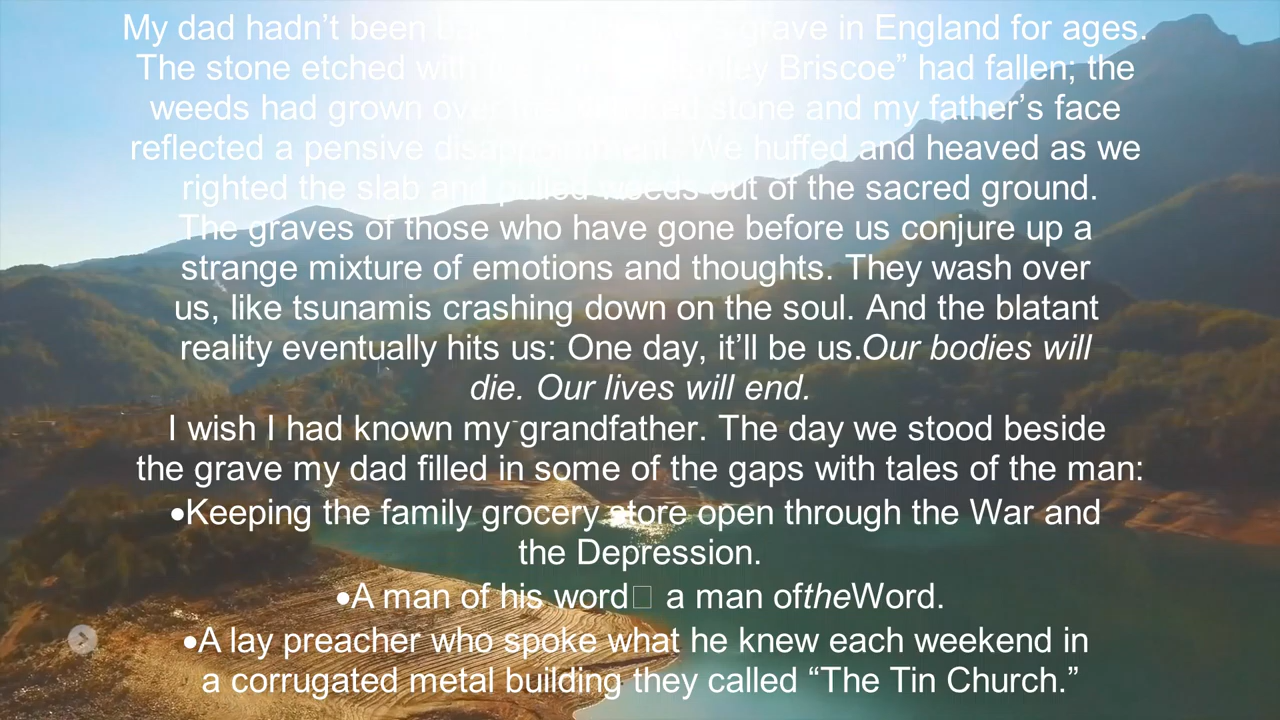 My dad hadn’t been grave in England for ages.
The stone etched with Briscoe” had fallen; the
weeds had grown over stone and my father’s face
reflected a pensive disappointment. We huffed and heaved as we
righted the slab and pulled weeds out of the sacred ground.
The graves of those who have gone before us conjure up a
strange mixture of emotions and thoughts. They wash over
us, like tsunamis crashing down on the soul. And the blatant
reality eventually hits us: One day, it’ll be us.Our bodies will
die. Our lives will end.
I wish I had known my grandfather. The day we stood beside
the grave my dad filled in some of the gaps with tales of the man:
•Keeping the family grocery store open through the War and
the Depression.
•A man of his word□ a man oftheWord.
•A lay preacher who spoke what he knew each weekend in
a corrugated metal building they called “The Tin Church.”